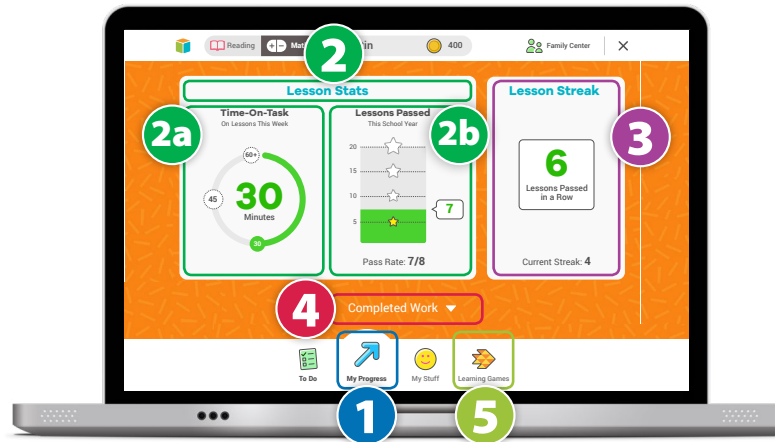 Reading
400
Family Center
2
Lesson Stats
Lesson Streak
2a
Time-On-Task
On Lessons This Week
60+
45
30
Minutes
30
Lessons Passed
This School Year
2b
20
15
10
5
7
Pass Rate: 7/8
3
6
Lessons Passed
in a Row
Current Streak: 4
4
Completed Work
To Do
My Progress
My Stuff
Learning Games
1
5